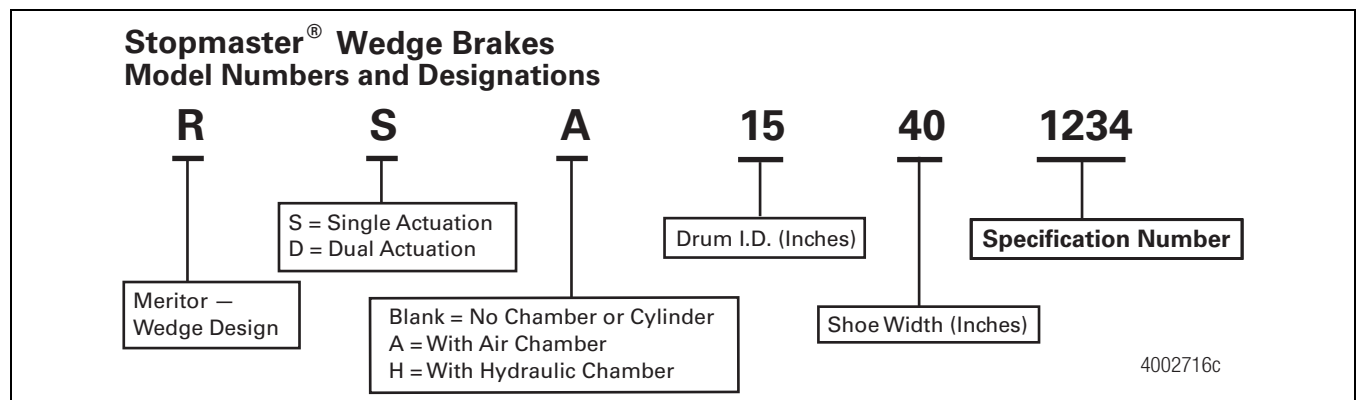 Stopmaster® Wedge Brakes
Model Numbers and Designations
R S A 15 40 1234
S = Single Actuation
D = Dual Actuation
Drum I.D. (Inches)
Specification Number
Meritor —
Wedge Design
Blank = No Chamber or Cylinder
A = With Air Chamber
H = With Hydraulic Chamber
Shoe Width (Inches)
4002716c